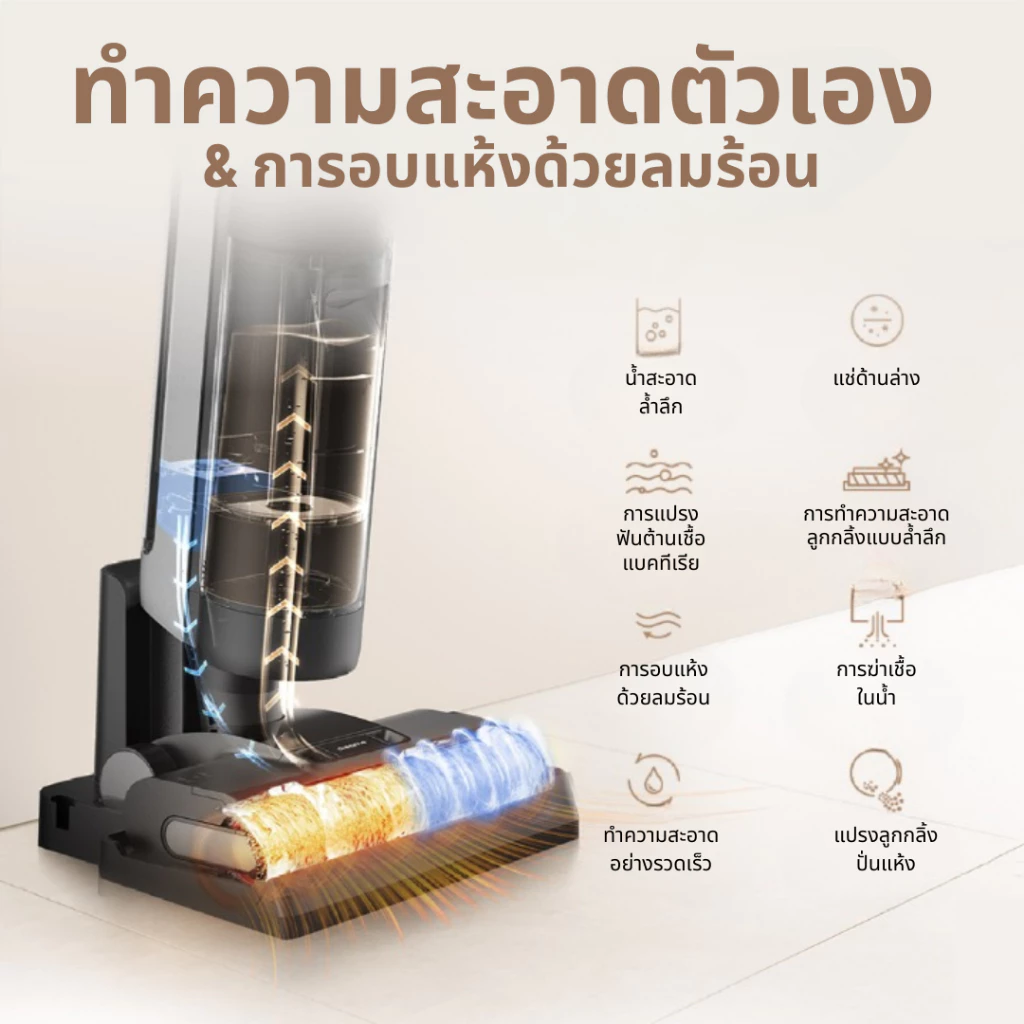 ทำความสะอาดตัวเอง
& การอบแห้งด้วยลมร้อน
น้ำสะอาด
ล้ำลึก
แช่ด้านล่าง
การแปรง
ฟันต้านเชื้อ
แบคทีเรีย
การทำความสะอาด
ลูกกลิ้งแบบล้ำลึก
การอบแห้ง
ด้วยลมร้อน
การฆ่าเชื้อ
ในน้ำ
ทำความสะอาด
อย่างรวดเร็ว
แปรงลูกกลิ้ง
ปั่นแห้ง